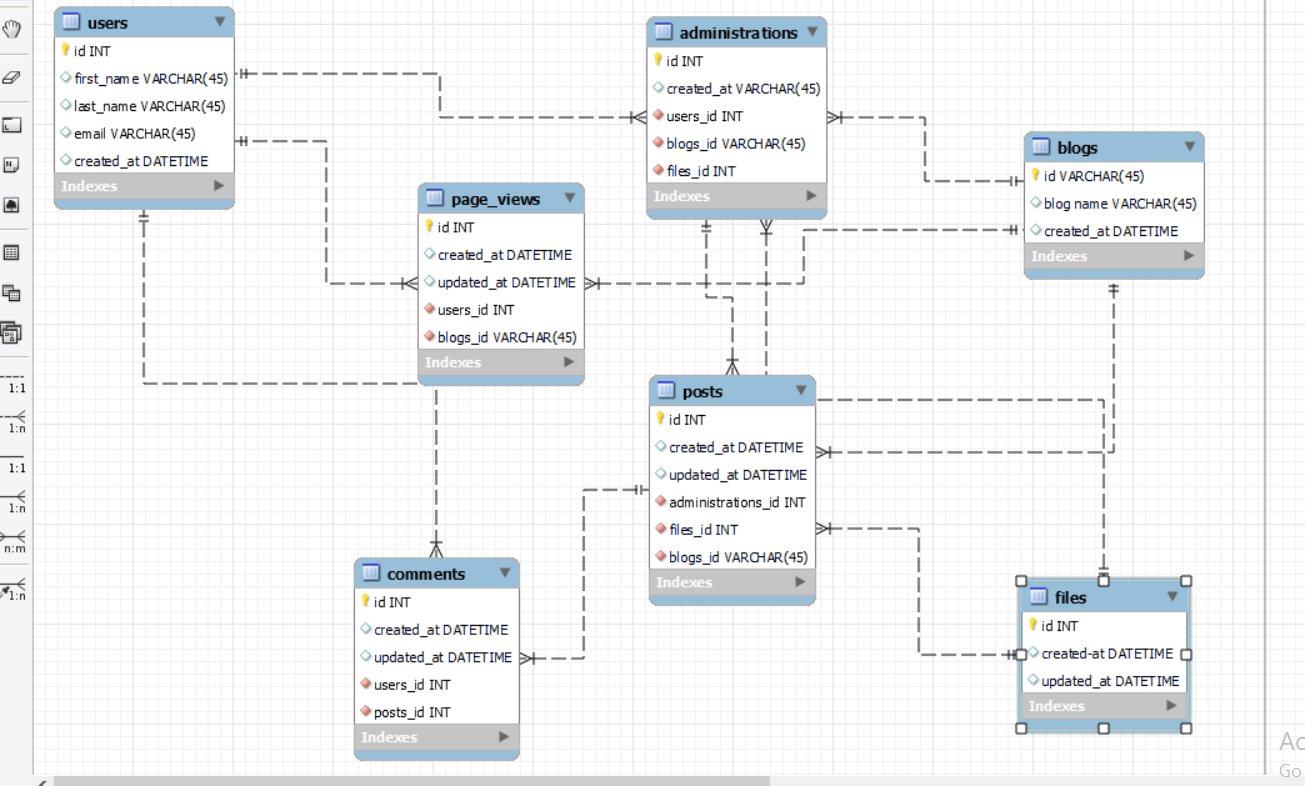 users
id INT
first_name VARCHAR(45)
last_name VARCHAR(45)
email VARCHAR(45)
created_at DATETIME
Indexes
administrations
id INT
created_at VARCHAR(45)
users_id INT
blogs_id VARCHAR(45)
files_id INT
Indexes
blogs
id VARCHAR(45)
blog name VARCHAR(45)
created_at DATETIME
Indexes
page_views
id INT
created_at DATETIME
updated_at DATETIME
users_id INT
blogs_id VARCHAR(45)
Indexes
posts
id INT
created_at DATETIME
updated_at DATETIME
administrations_id INT
files_id INT
blogs_id VARCHAR(45)
Indexes
comments
id INT
created_at DATETIME
updated_at DATETIME
users_id INT
posts_id INT
Indexes
files
id INT
created-at DATETIME
updated_at DATETIME
Indexes
1:1
1:n
1:1
1:n
n:m
1:n
Go